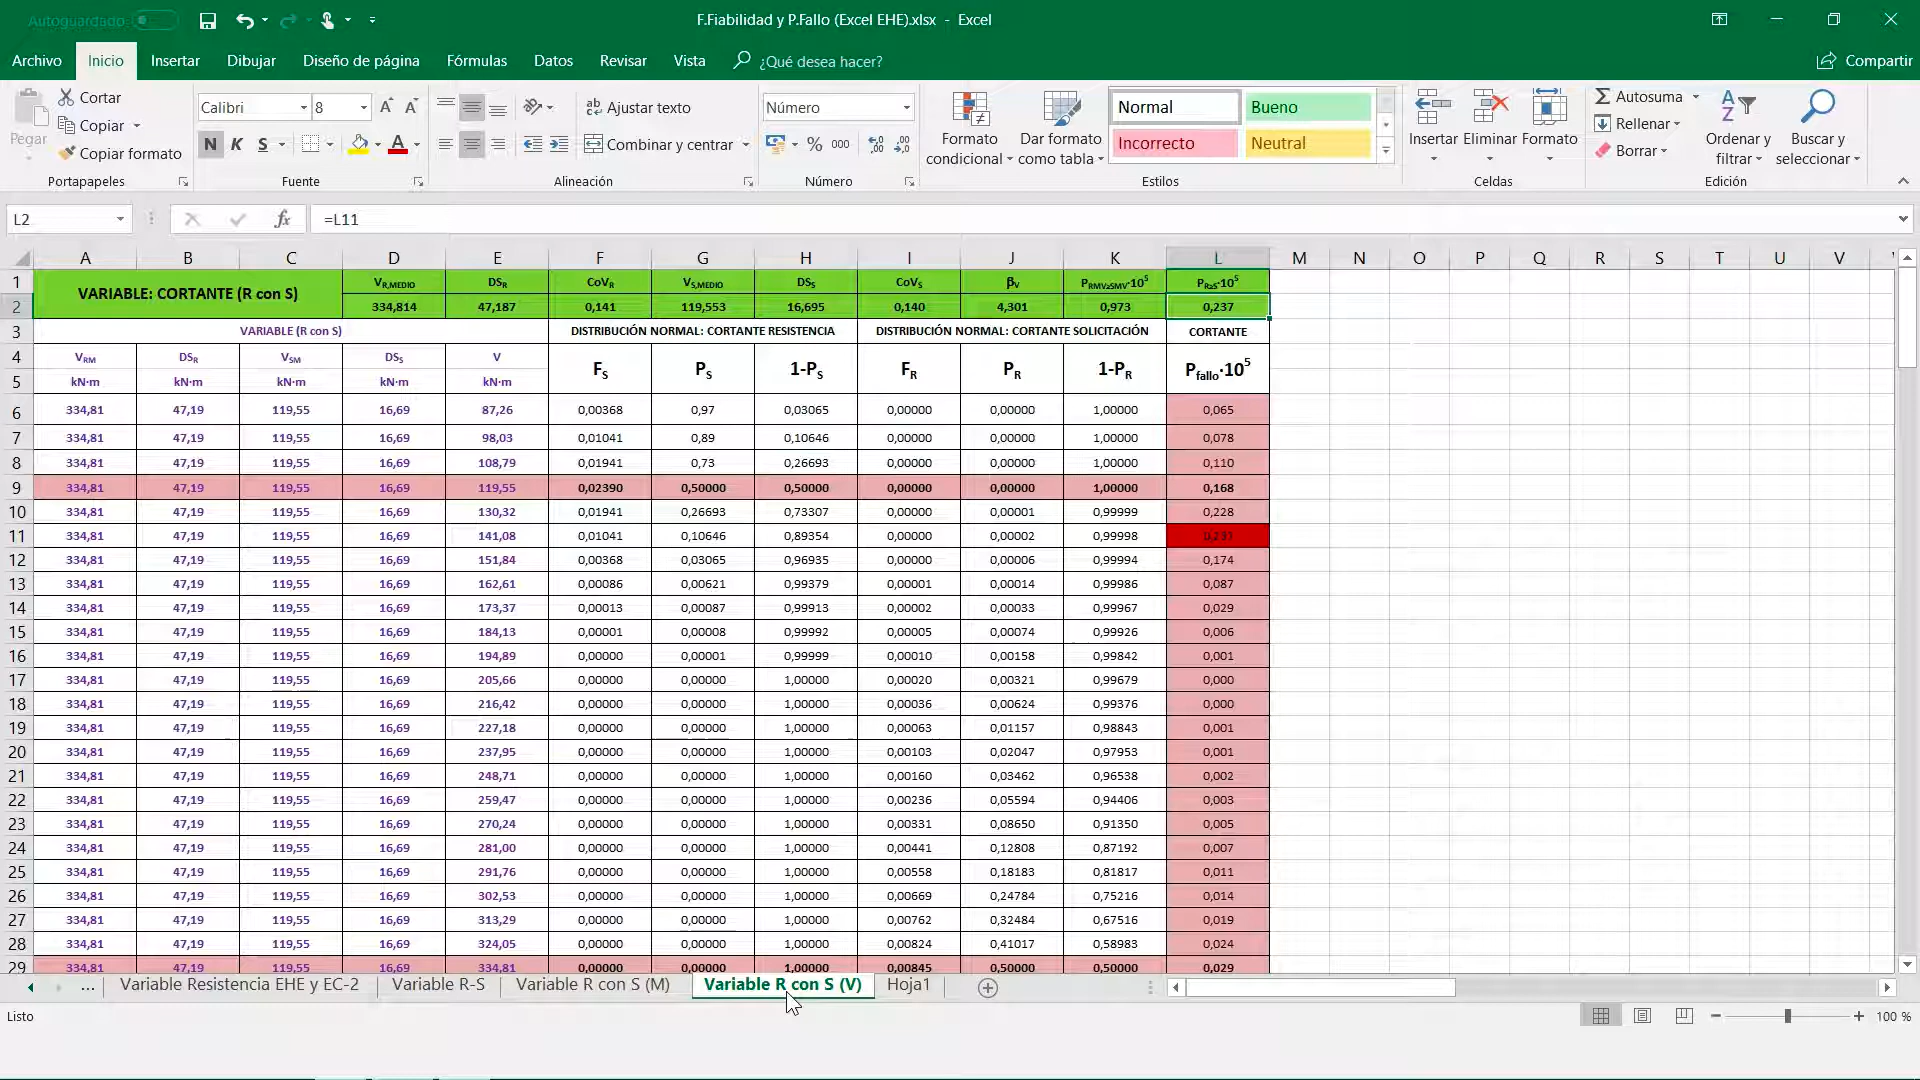 Autoguardado
F.Fiabilidad y P.Fallo (Excel EHE).xlsx - Excel
Archivo Inicio Insertar Dibujar Diseño de página Fórmulas Datos Revisar Vista ¿Qué desea hacer? Compartir
Pegar Cortar Copiar Copiar formato Portapapeles
Calibri 8 A A N K S A Fuente
ab Ajustar texto Combinar y centrar Alineación
Número % 000 Número
Formato condicional Dar formato como tabla Normal Bueno Incorrecto Neutral Estilos
Insertar Eliminar Formato Celdas
Autosuma Rellenar Borrar Ordenar y filtrar Buscar y seleccionar Edición
L2 fx =L11
A B C D E F G H I J K L M N O P Q R S T U V
1 VARIABLE: CORTANTE (R con S) VR,MEDIO DSR CoVR VS,MEDIO DSS CoVS βV PRMV≥SMV·10⁵ PR≥S·10⁵
2 334,814 47,187 0,141 119,553 16,695 0,140 4,301 0,973 0,237
3 VARIABLE (R con S) DISTRIBUCIÓN NORMAL: CORTANTE RESISTENCIA DISTRIBUCIÓN NORMAL: CORTANTE SOLICITACIÓN CORTANTE
4 VRM DSR VSM DSS V FS PS 1-PS FR PR 1-PR Pfallo·10⁵
5 kN·m kN·m kN·m kN·m kN·m
6 334,81 47,19 119,55 16,69 87,26 0,00368 0,97 0,03065 0,00000 0,00000 1,00000 0,065
7 334,81 47,19 119,55 16,69 98,03 0,01041 0,89 0,10646 0,00000 0,00000 1,00000 0,078
8 334,81 47,19 119,55 16,69 108,79 0,01941 0,73 0,26693 0,00000 0,00000 1,00000 0,110
9 334,81 47,19 119,55 16,69 119,55 0,02390 0,50000 0,50000 0,00000 0,00000 1,00000 0,168
10 334,81 47,19 119,55 16,69 130,32 0,01941 0,26693 0,73307 0,00000 0,00001 0,99999 0,228
11 334,81 47,19 119,55 16,69 141,08 0,01041 0,10646 0,89354 0,00000 0,00002 0,99998 0,237
12 334,81 47,19 119,55 16,69 151,84 0,00368 0,03065 0,96935 0,00000 0,00006 0,99994 0,174
13 334,81 47,19 119,55 16,69 162,61 0,00086 0,00621 0,99379 0,00001 0,00014 0,99986 0,087
14 334,81 47,19 119,55 16,69 173,37 0,00013 0,00087 0,99913 0,00002 0,00033 0,99967 0,029
15 334,81 47,19 119,55 16,69 184,13 0,00001 0,00008 0,99992 0,00005 0,00074 0,99926 0,006
16 334,81 47,19 119,55 16,69 194,89 0,00000 0,00001 0,99999 0,00010 0,00158 0,99842 0,001
17 334,81 47,19 119,55 16,69 205,66 0,00000 0,00000 1,00000 0,00020 0,00321 0,99679 0,000
18 334,81 47,19 119,55 16,69 216,42 0,00000 0,00000 1,00000 0,00036 0,00624 0,99376 0,000
19 334,81 47,19 119,55 16,69 227,18 0,00000 0,00000 1,00000 0,00063 0,01157 0,98843 0,001
20 334,81 47,19 119,55 16,69 237,95 0,00000 0,00000 1,00000 0,00103 0,02047 0,97953 0,001
21 334,81 47,19 119,55 16,69 248,71 0,00000 0,00000 1,00000 0,00160 0,03462 0,96538 0,002
22 334,81 47,19 119,55 16,69 259,47 0,00000 0,00000 1,00000 0,00236 0,05594 0,94406 0,003
23 334,81 47,19 119,55 16,69 270,24 0,00000 0,00000 1,00000 0,00331 0,08650 0,91350 0,005
24 334,81 47,19 119,55 16,69 281,00 0,00000 0,00000 1,00000 0,00441 0,12808 0,87192 0,007
25 334,81 47,19 119,55 16,69 291,76 0,00000 0,00000 1,00000 0,00558 0,18183 0,81817 0,011
26 334,81 47,19 119,55 16,69 302,53 0,00000 0,00000 1,00000 0,00669 0,24784 0,75216 0,014
27 334,81 47,19 119,55 16,69 313,29 0,00000 0,00000 1,00000 0,00762 0,32484 0,67516 0,019
28 334,81 47,19 119,55 16,69 324,05 0,00000 0,00000 1,00000 0,00824 0,41017 0,58983 0,024
29 334,81 47,19 119,55 16,69 334,81 0,00000 0,00000 1,00000 0,00845 0,50000 0,50000 0,029
... Variable Resistencia EHE y EC-2 Variable R-S Variable R con S (M) Variable R con S (V) Hoja1
Listo 100 %